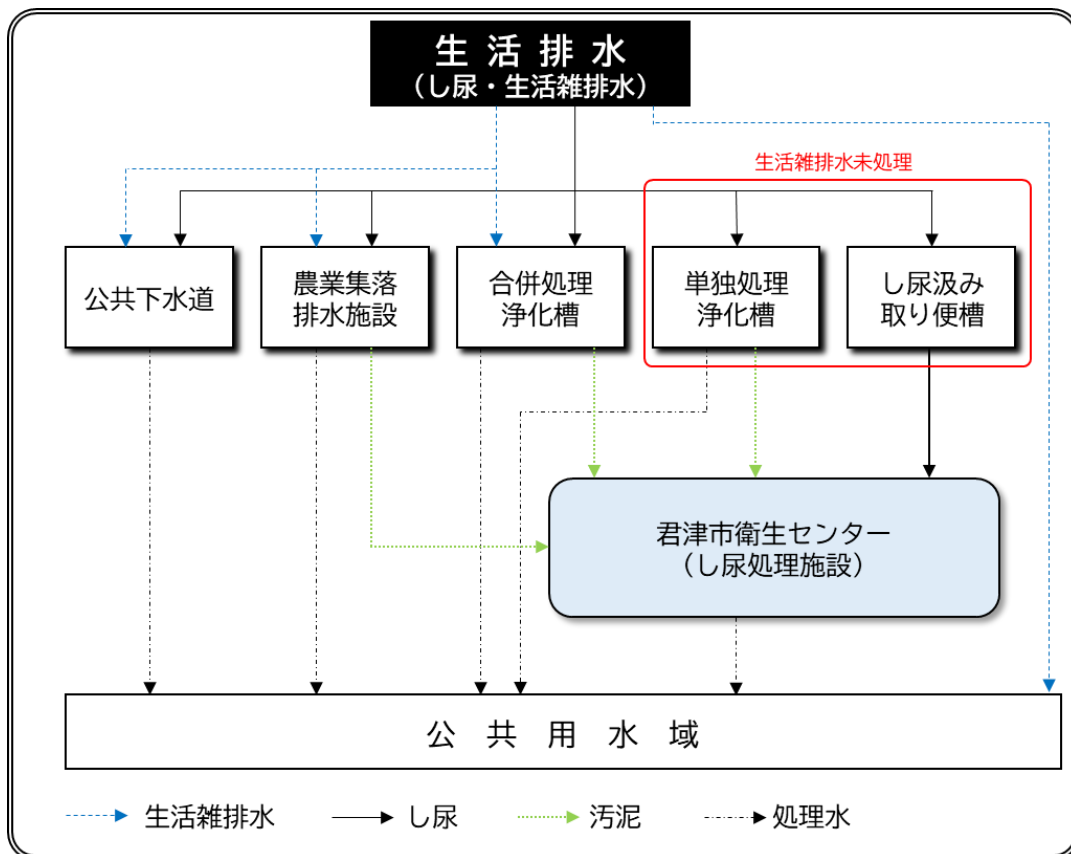 生活排水
（し尿・生活雑排水）
生活雑排水未処理
公共下水道
農業集落
排水施設
合併処理
浄化槽
単独処理
浄化槽
し尿汲み
取り便槽
君津市衛生センター
（し尿処理施設）
公共用水域
生活雑排水
し尿
汚泥
処理水